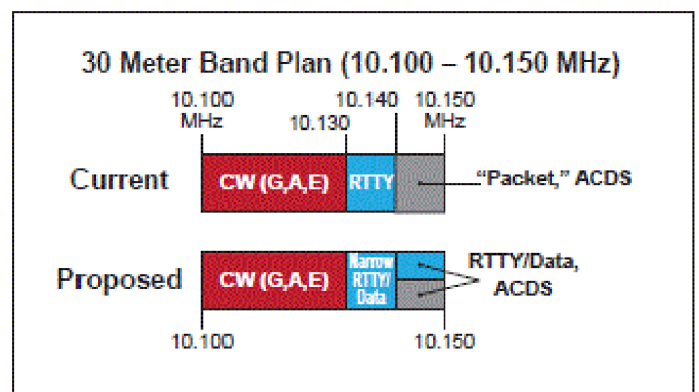 30 Meter Band Plan (10.100 – 10.150 MHz)
10.100 MHz
10.130
10.140
10.150 MHz
Current
CW (G,A,E)
RTTY
“Packet,” ACDS
Proposed
CW (G,A,E)
Narrow
RTTY/
Data
RTTY/Data,
ACDS
10.100
10.150